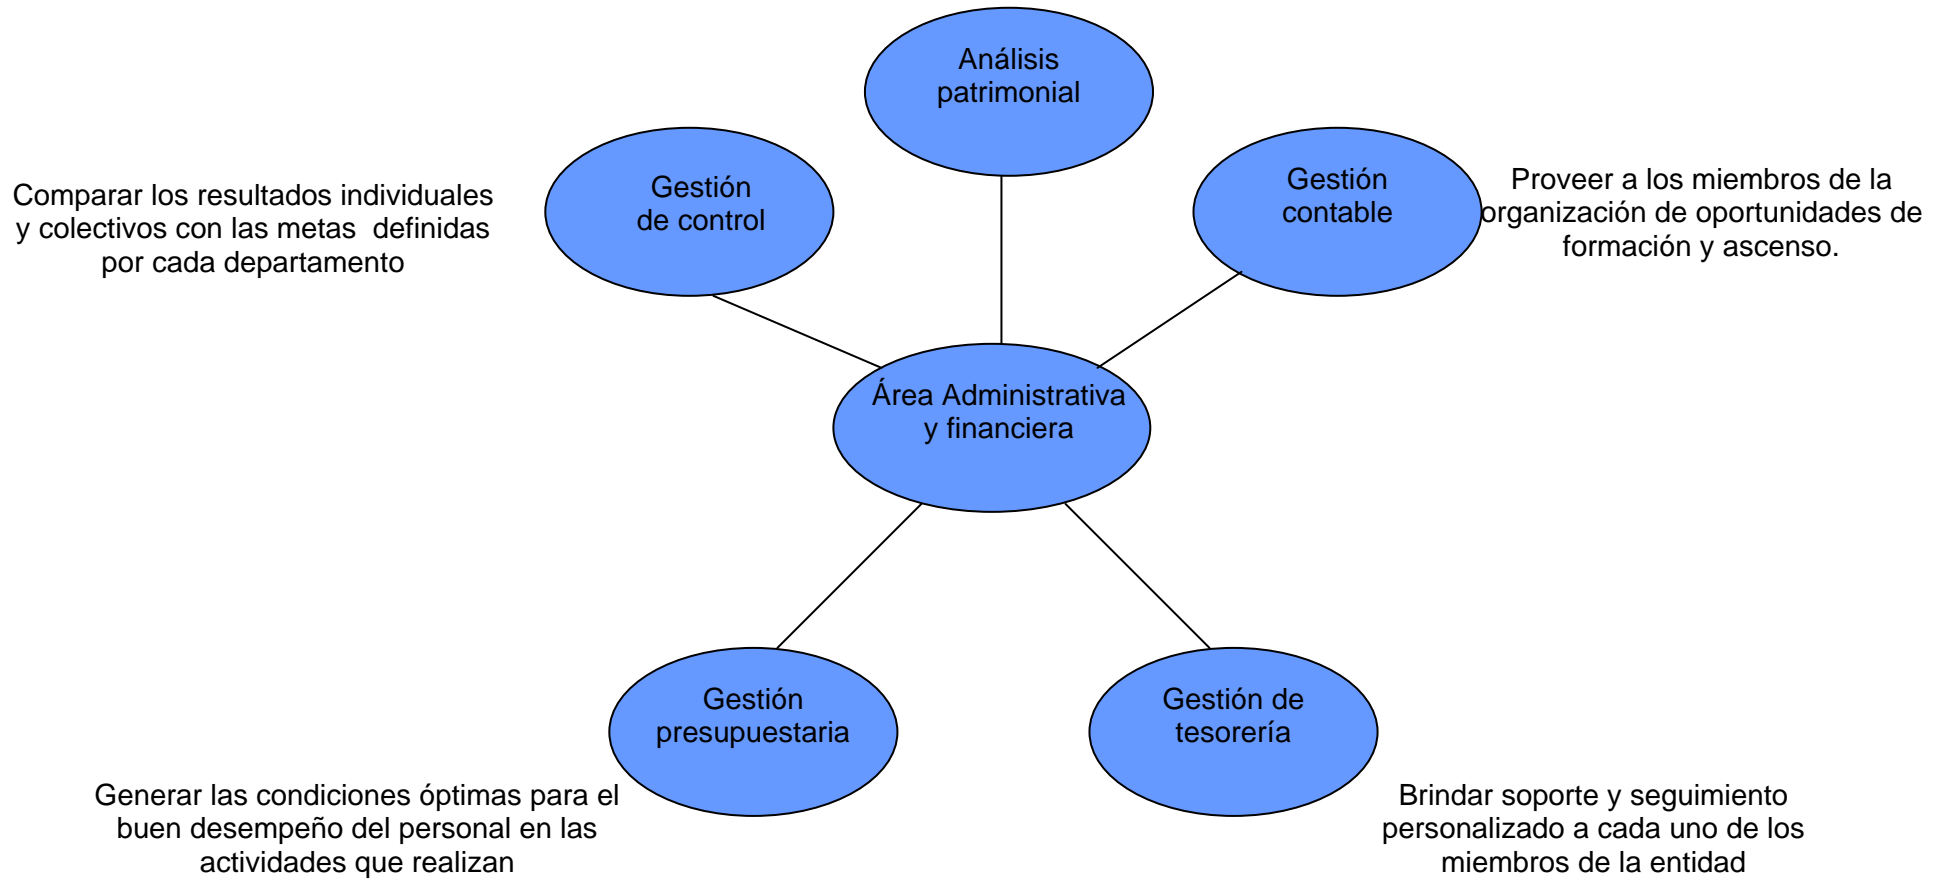 Análisis
patrimonial
Gestión
de control
Gestión
contable
Comparar los resultados individuales
y colectivos con las metas  definidas
por cada departamento
Proveer a los miembros de la
organización de oportunidades de
formación y ascenso.
Área Administrativa
y financiera
Gestión
presupuestaria
Gestión de
tesorería
Generar las condiciones óptimas para el
buen desempeño del personal en las
actividades que realizan
Brindar soporte y seguimiento
personalizado a cada uno de los
miembros de la entidad